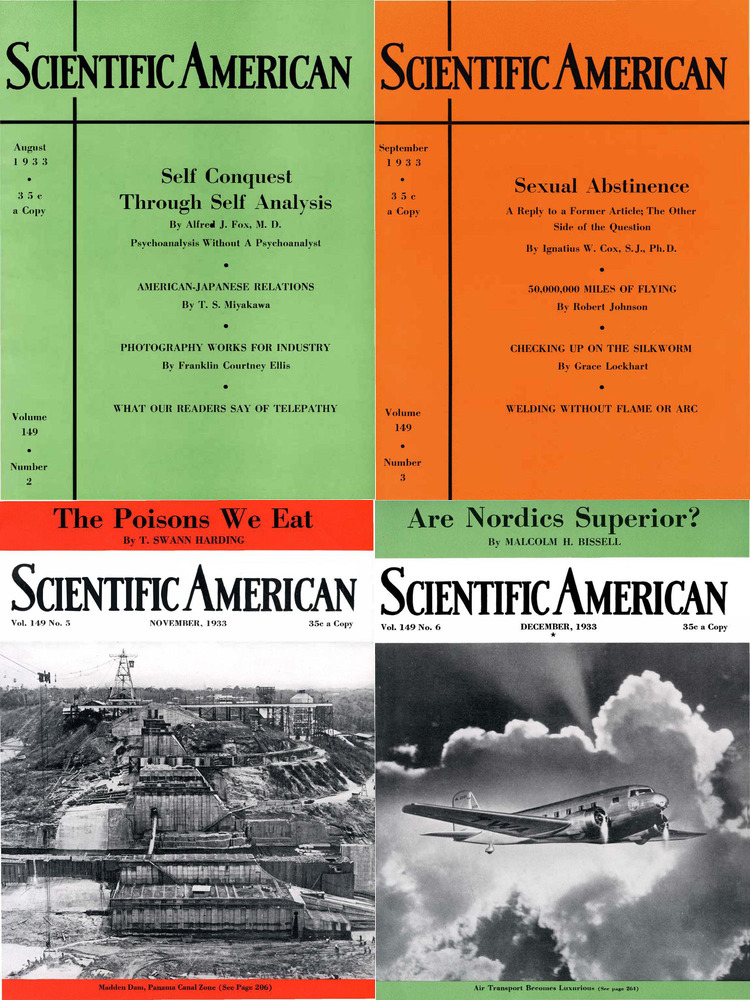 SCIENTIFIC AMERICAN
August
1933
•
35c
a Copy
Self Conquest
Through Self Analysis
By Alfred J. Fox, M. D.
Psychoanalysis Without A Psychoanalyst
•
AMERICAN-JAPANESE RELATIONS
By T. S. Miyakawa
•
PHOTOGRAPHY WORKS FOR INDUSTRY
By Franklin Courtney Ellis
•
WHAT OUR READERS SAY OF TELEPATHY
Volume
149
•
Number
2
SCIENTIFIC AMERICAN
September
1933
•
35c
a Copy
Sexual Abstinence
A Reply to a Former Article; The Other
Side of the Question
By Ignatius W. Cox, S.J., Ph.D.
•
50,000,000 MILES OF FLYING
By Robert Johnson
•
CHECKING UP ON THE SILKWORM
By Grace Lockhart
•
WELDING WITHOUT FLAME OR ARC
Volume
149
•
Number
3
The Poisons We Eat
By T. SWANN HARDING
SCIENTIFIC AMERICAN
Vol. 149 No. 5 NOVEMBER, 1933 35c a Copy
Madden Dam, Panama Canal Zone (See Page 206)
Are Nordics Superior?
By MALCOLM H. BISSELL
SCIENTIFIC AMERICAN
Vol. 149 No. 6 DECEMBER, 1933 35c a Copy
*
Air Transport Becomes Luxurious (See page 264)